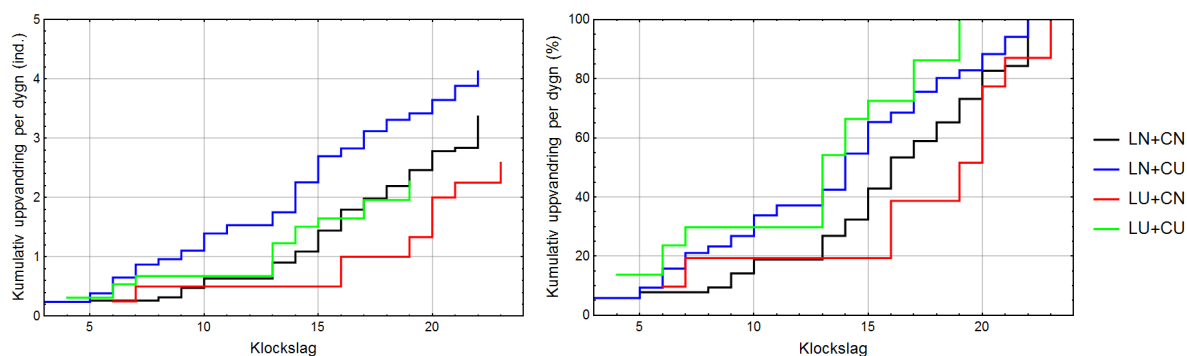 Kumulativ uppvandring per dygn (ind.)
5
4
3
2
1
0
5
10
15
20
Klockslag
Kumulativ uppvandring per dygn (%)
100
80
60
40
20
0
5
10
15
20
Klockslag
LN+CN
LN+CU
LU+CN
LU+CU